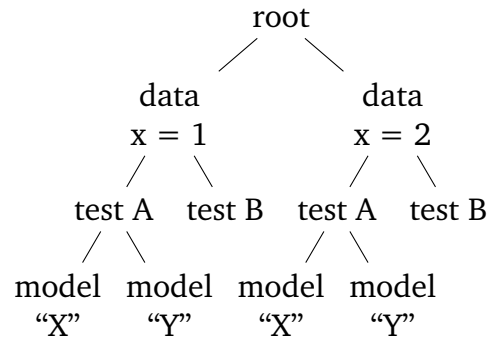 root
data data
x = 1 x = 2
test A test B test A test B
model model model model
“X” “Y” “X” “Y”